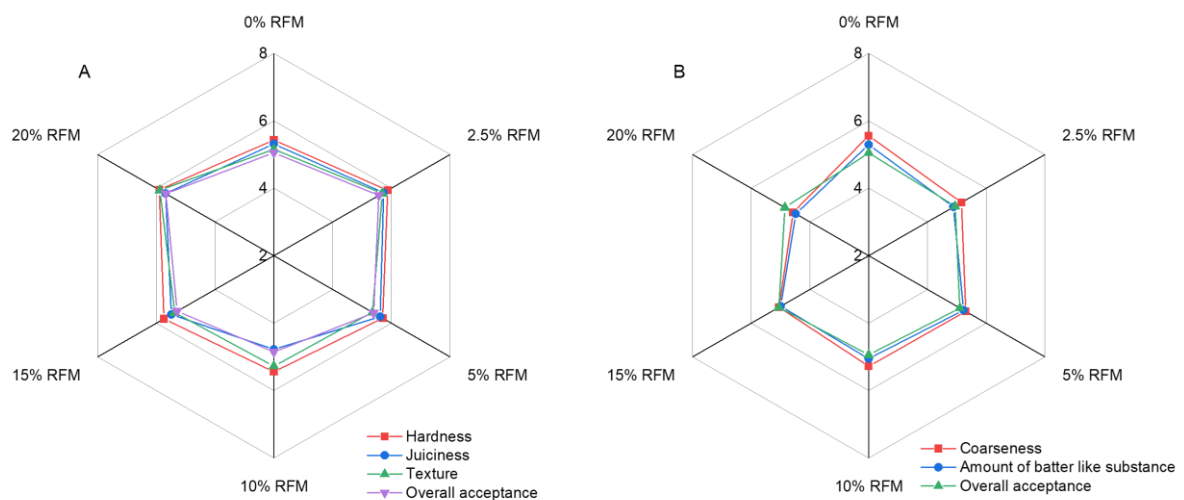 A
0% RFM
8
6
4
2
20% RFM
2.5% RFM
15% RFM
5% RFM
10% RFM
Hardness
Juiciness
Texture
Overall acceptance
B
0% RFM
8
6
4
2
20% RFM
2.5% RFM
15% RFM
5% RFM
10% RFM
Coarseness
Amount of batter like substance
Overall acceptance